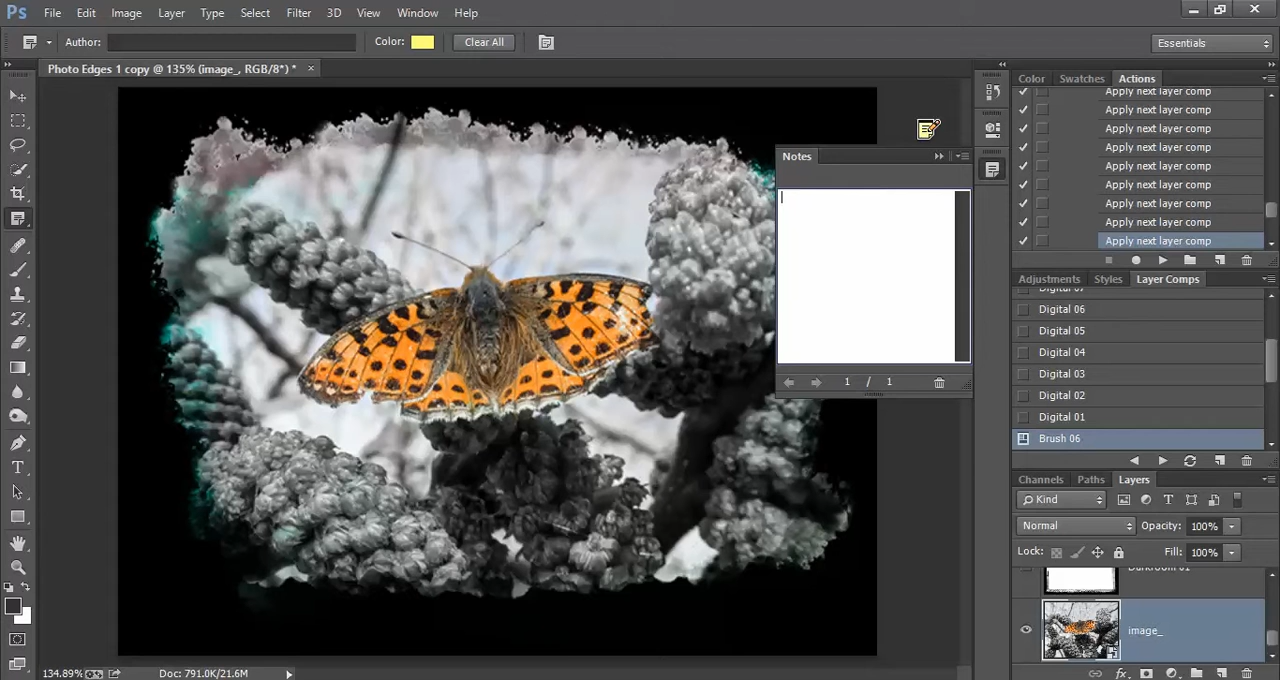 Ps File Edit Image Layer Type Select Filter 3D View Window Help
Author: Color: Clear All Essentials
Photo Edges 1 copy @ 135% (image_, RGB/8*) *
Color Swatches Actions
Apply next layer comp
Apply next layer comp
Apply next layer comp
Apply next layer comp
Apply next layer comp
Apply next layer comp
Apply next layer comp
Apply next layer comp
Apply next layer comp
Notes
1 / 1
Adjustments Styles Layer Comps
Digital 07
Digital 06
Digital 05
Digital 04
Digital 03
Digital 02
Digital 01
Brush 06
Channels Paths Layers
Kind
Normal Opacity: 100%
Lock: Fill: 100%
Darkroom 01
image_
134.89% Doc: 791.0K/21.6M